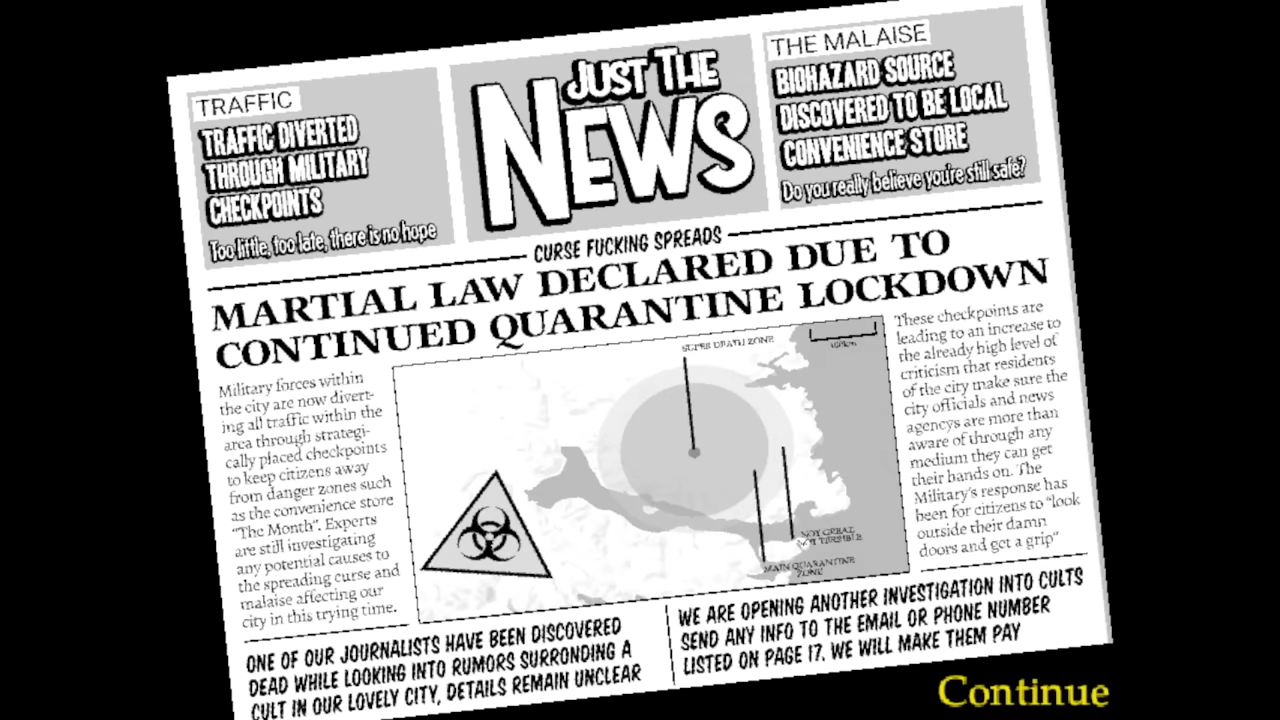 TRAFFIC
TRAFFIC DIVERTED
THROUGH MILITARY
CHECKPOINTS
Too little, too late, there is no hope
JUST THE
NEWS
THE MALAISE
BIOHAZARD SOURCE
DISCOVERED TO BE LOCAL
CONVENIENCE STORE
Do you really believe you're still safe?
CURSE FUCKING SPREADS
MARTIAL LAW DECLARED DUE TO
CONTINUED QUARANTINE LOCKDOWN
Military forces within
the city are now divert-
ing all traffic within the
area through strategi-
cally placed checkpoints
to keep citizens away
from danger zones such
as the convenience store
"The Month". Experts
are still investigating
any potential causes to
the spreading curse and
malaise affecting our
city in this trying time.
SUPER DEATH ZONE
NOT GREAT,
NOT TERRIBLE
MAIN QUARANTINE
ZONE
These checkpoints are
leading to an increase to
the already high level of
criticism that residents
of the city make sure the
city officials and news
agencys are more than
aware of through any
medium they can get
their hands on. The
Military's response has
been for citizens to "look
outside their damn
doors and get a grip"
ONE OF OUR JOURNALISTS HAVE BEEN DISCOVERED
DEAD WHILE LOOKING INTO RUMORS SURRONDING A
CULT IN OUR LOVELY CITY, DETAILS REMAIN UNCLEAR
WE ARE OPENING ANOTHER INVESTIGATION INTO CULTS
SEND ANY INFO TO THE EMAIL OR PHONE NUMBER
LISTED ON PAGE 17. WE WILL MAKE THEM PAY
Continue